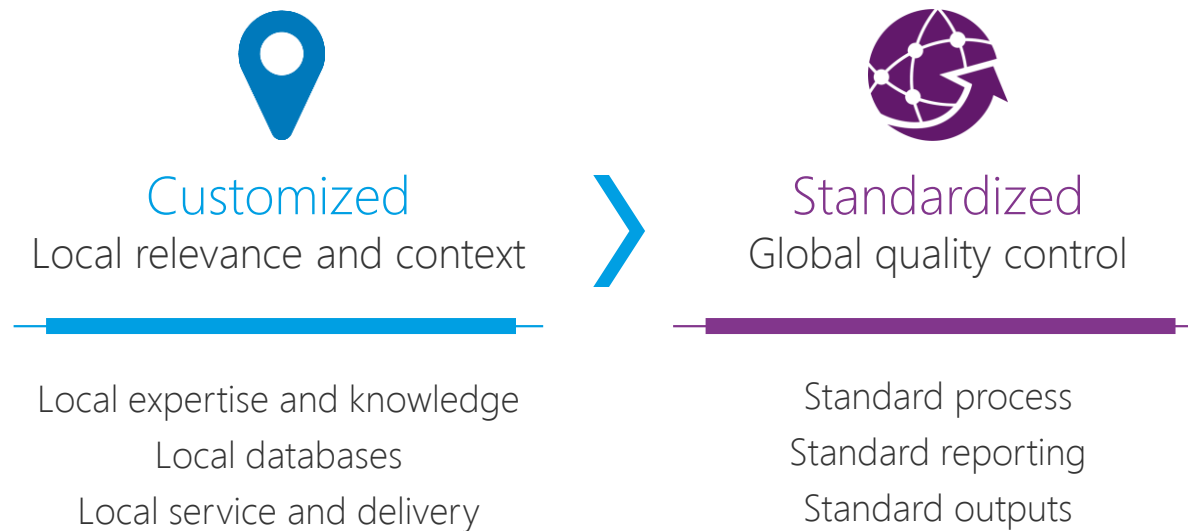 Customized
Local relevance and context
Local expertise and knowledge
Local databases
Local service and delivery
Standardized
Global quality control
Standard process
Standard reporting
Standard outputs